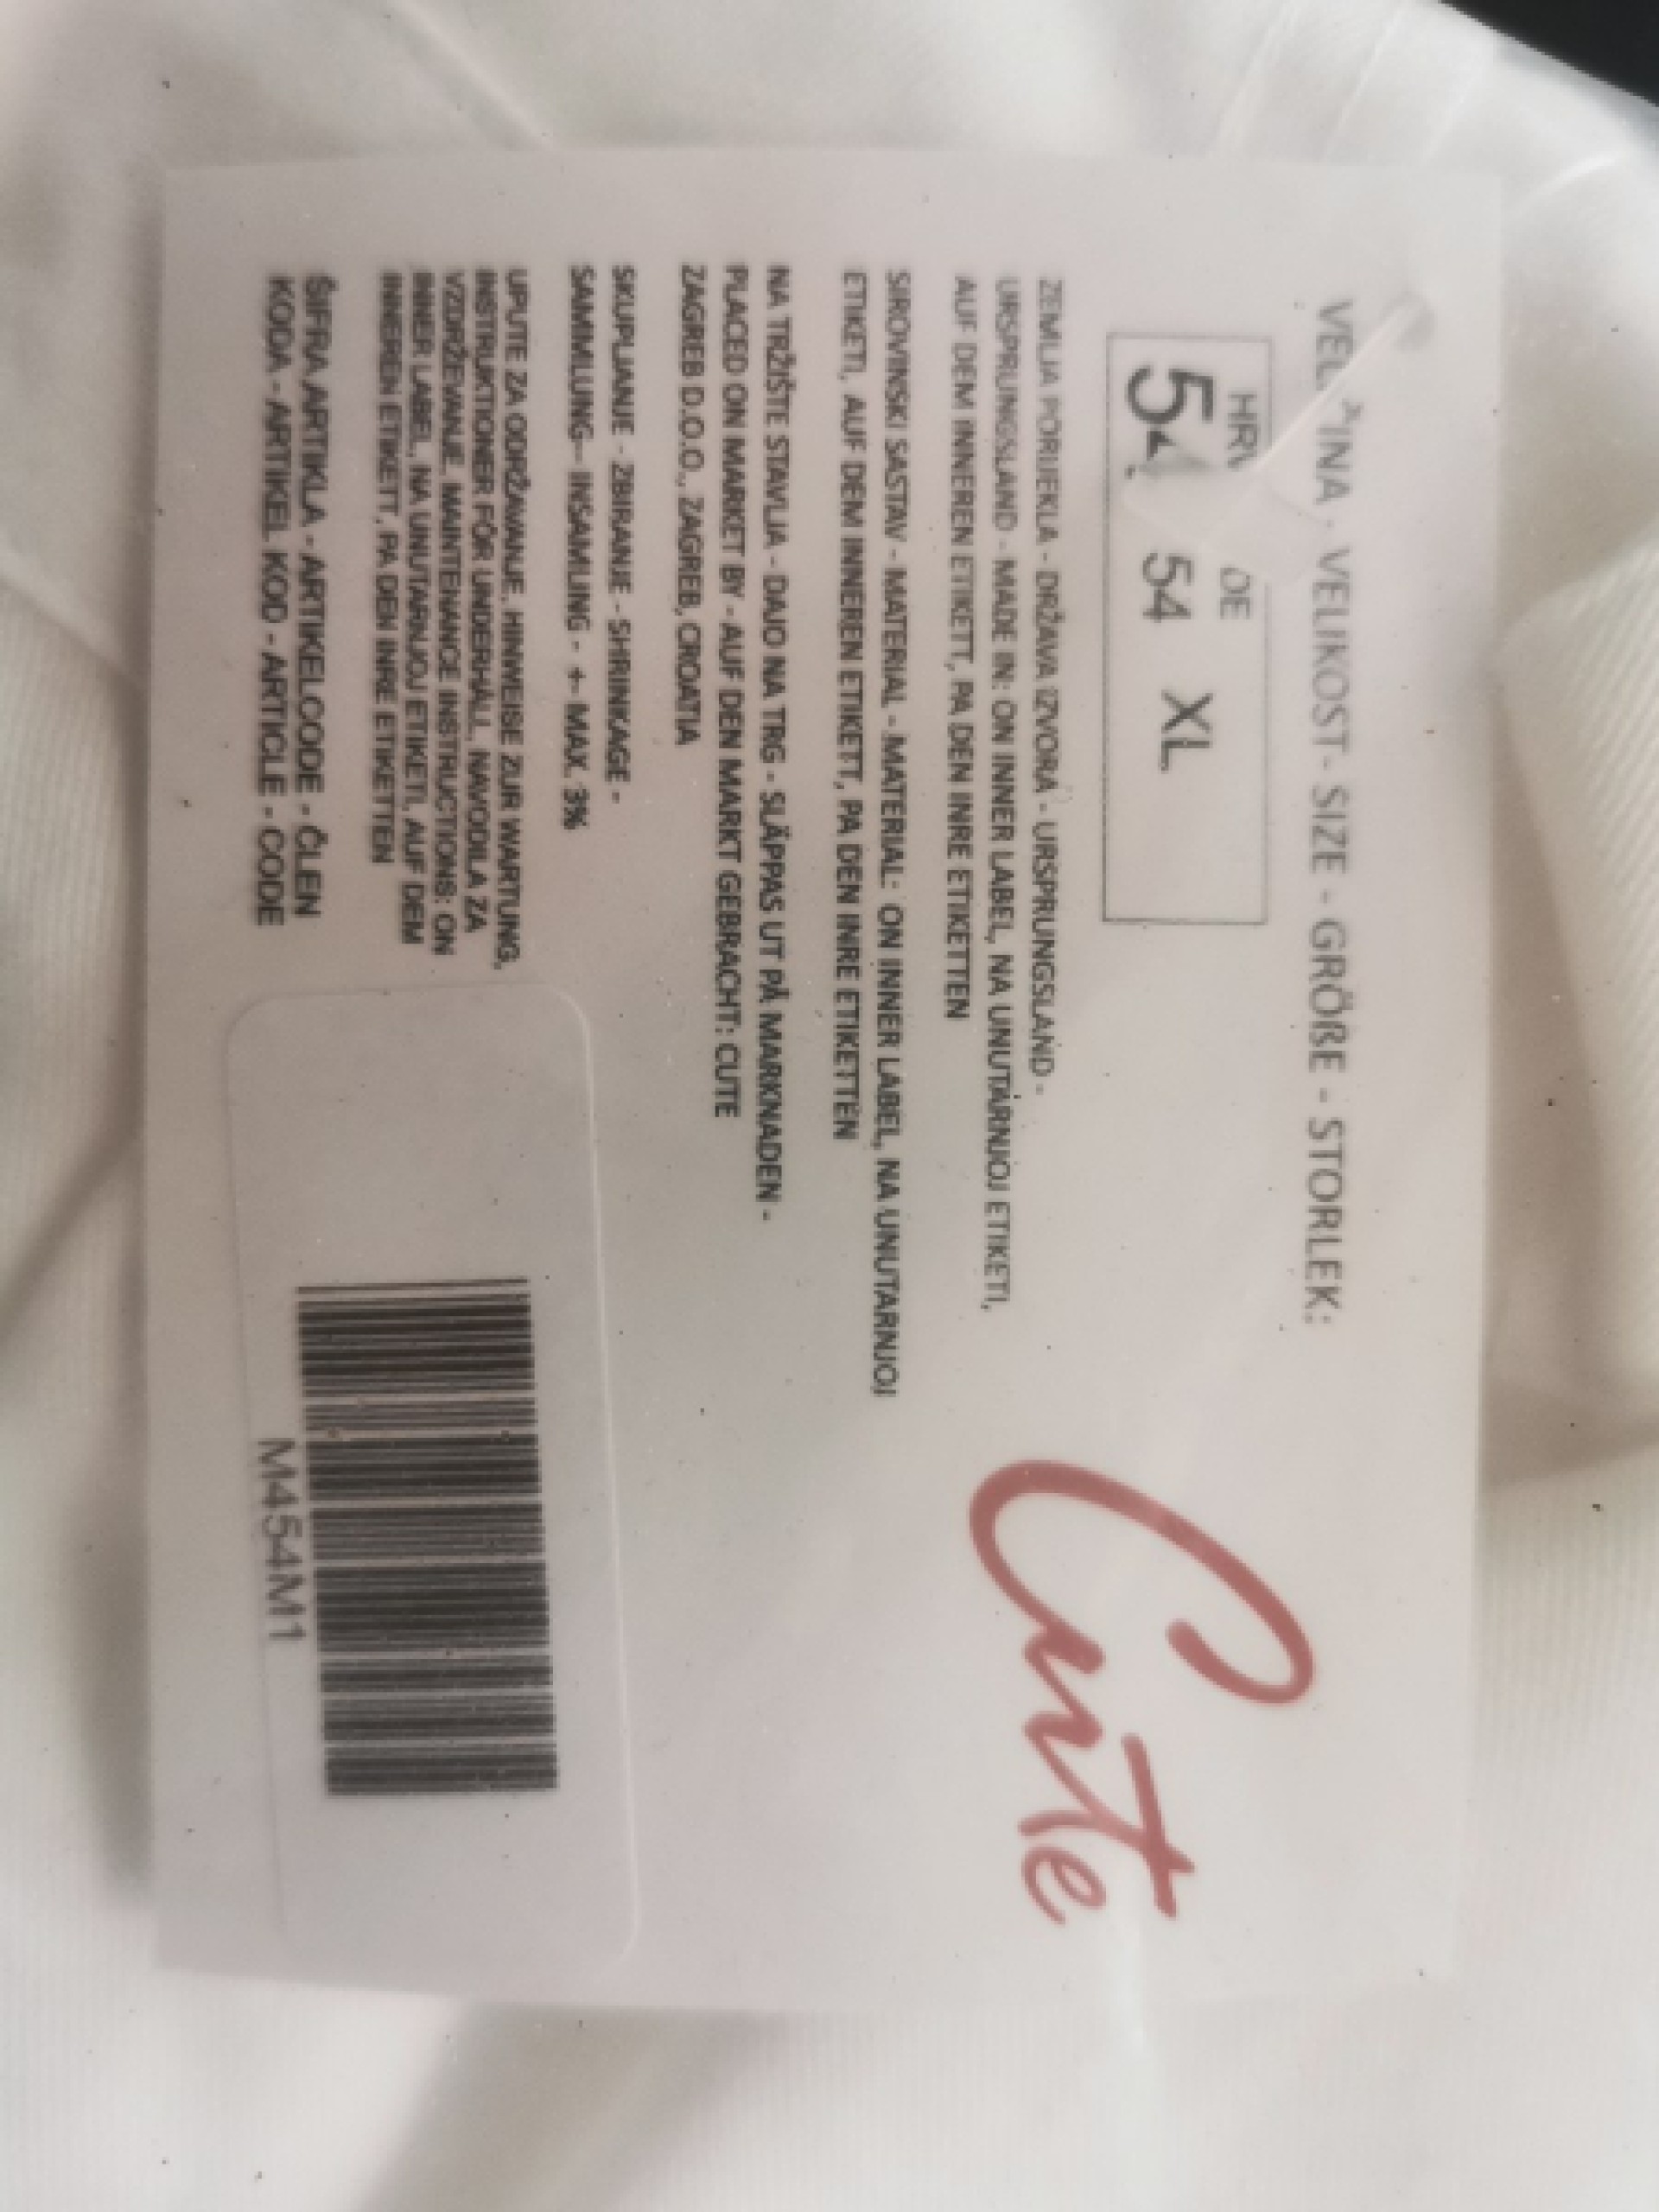 VELIKOST - SIZE - GRÖßE - STORLEK:
HRV DE
54 54 XL
ZEMLJA PORIJEKLA - DRŽAVA IZVORA - URSPRUNGSLAND -
URSPRUNGSLAND - MADE IN: ON INNER LABEL, NA UNUTARNJOJ ETIKETI,
AUF DEM INNEREN ETIKETT, PA DEN INRE ETIKETTEN
SIROVINSKI SASTAV - MATERIAL - MATERIAL: ON INNER LABEL, NA UNUTARNJOJ
ETIKETI, AUF DEM INNEREN ETIKETT, PA DEN INRE ETIKETTEN
NA TRŽIŠTE STAVLJA - DAJO NA TRG - SLÄPPAS UT PÅ MARKNADEN -
PLACED ON MARKET BY - AUF DEN MARKT GEBRACHT: CUTE
ZAGREB D.O.O., ZAGREB, CROATIA
SKUPLJANJE - ZBIRANJE - SHRINKAGE -
SAMMLUNG- INSAMLING - +- MAX. 3%
UPUTE ZA ODRŽAVANJE, HINWEISE ZUR WARTUNG,
INSTRUKTIONER FÖR UNDERHÅLL, NAVODILA ZA
VZDRŽEVANJE, MAINTENANCE INSTRUCTIONS: ON
INNER LABEL, NA UNUTARNJOJ ETIKETI, AUF DEM
INNEREN ETIKETT, PA DEN INRE ETIKETTEN
ŠIFRA ARTIKLA - ARTIKELCODE - ČLEN
KODA - ARTIKEL KOD - ARTICLE - CODE
Cute
M454M1